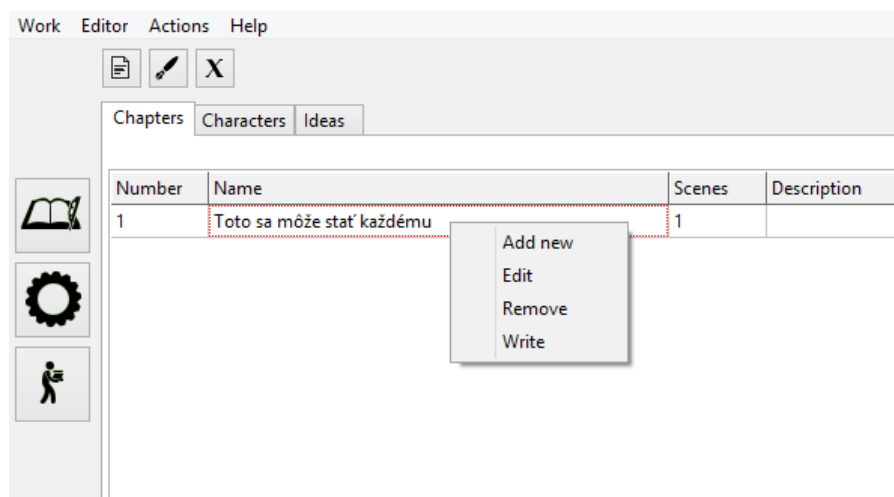 Work Editor Actions Help
X
Chapters Characters Ideas
Number Name Scenes Description
1 Toto sa môže stať každému 1
Add new
Edit
Remove
Write